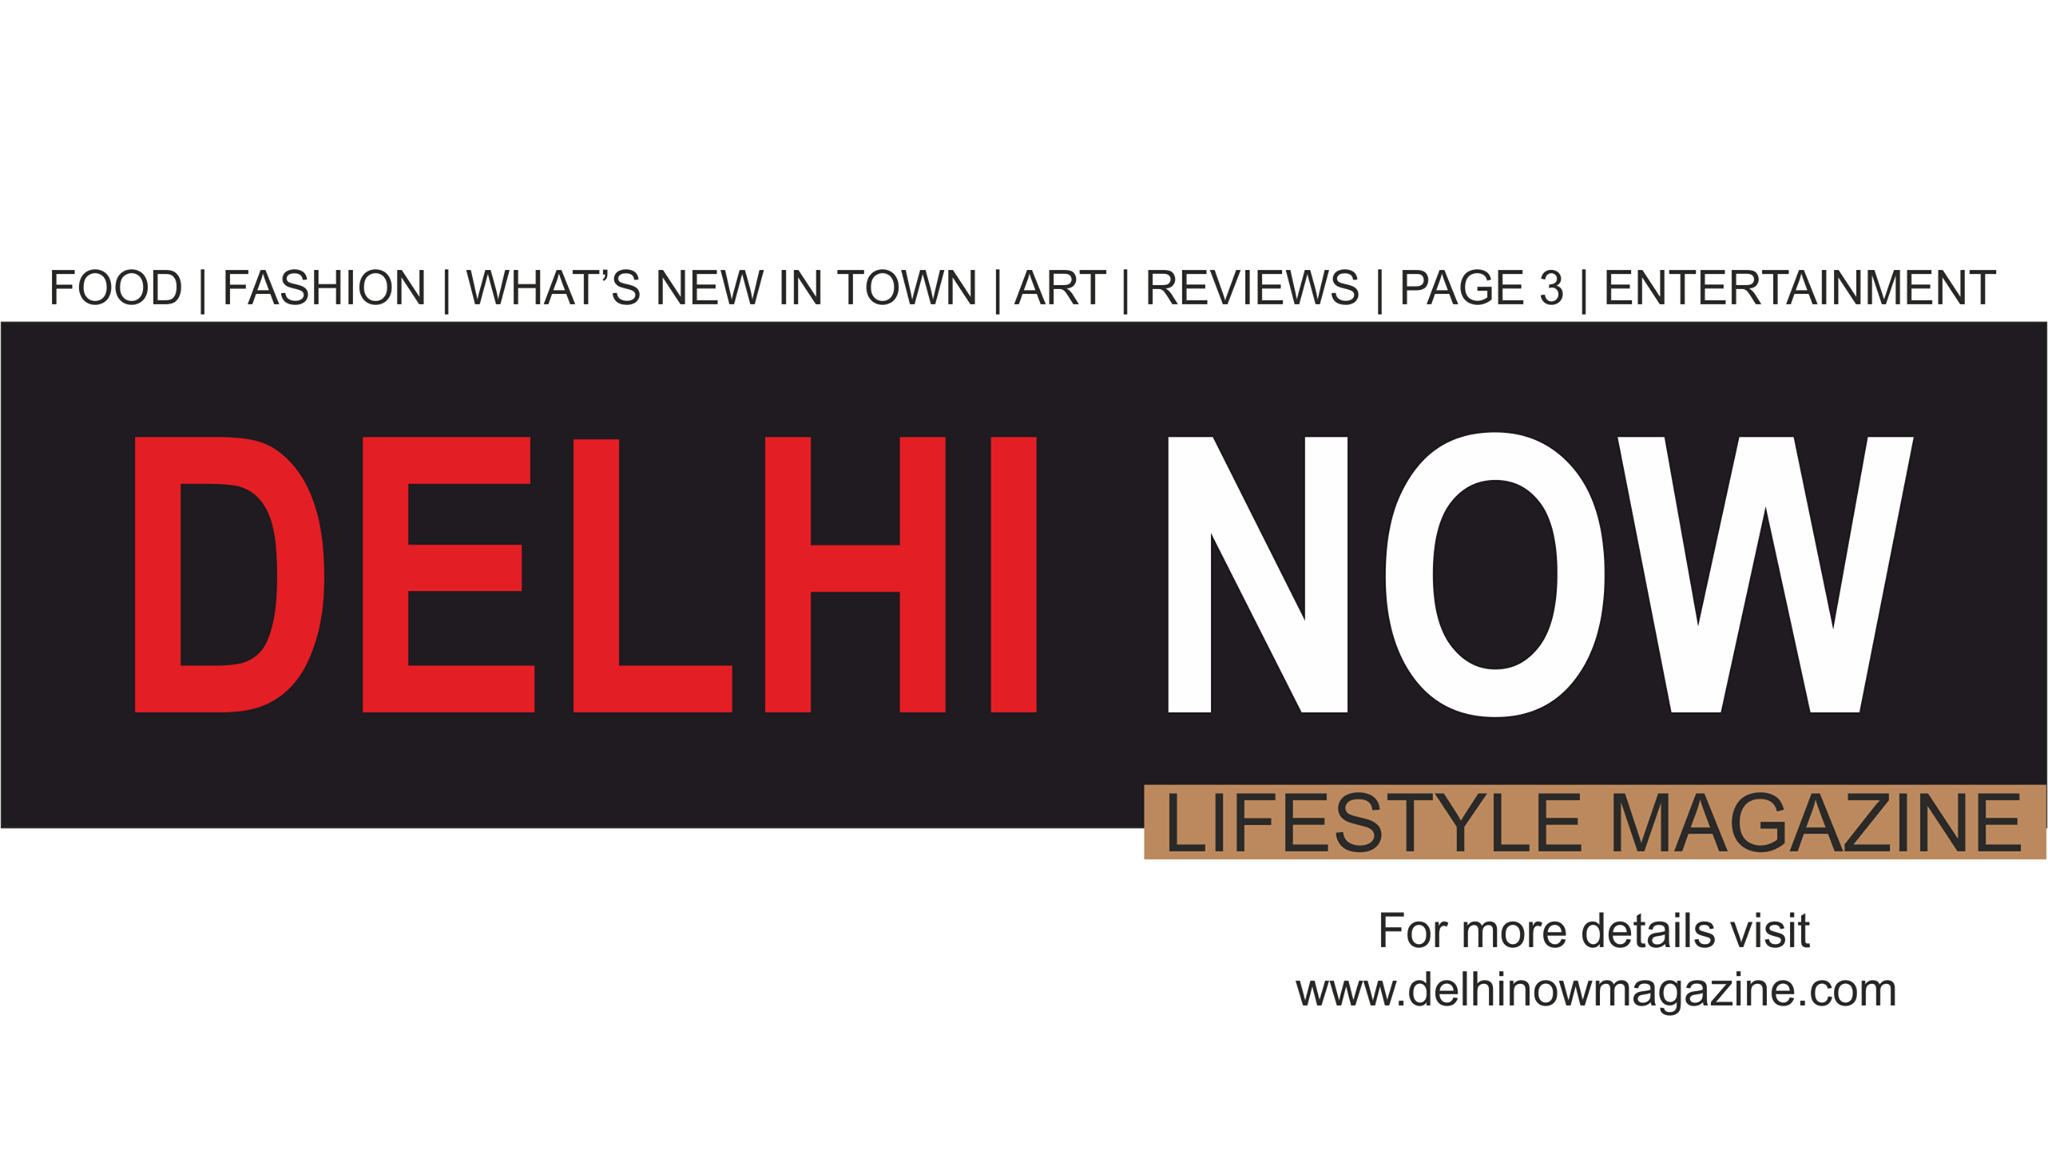 FOOD | FASHION | WHAT’S NEW IN TOWN | ART | REVIEWS | PAGE 3 | ENTERTAINMENT
DELHI NOW
LIFESTYLE MAGAZINE
For more details visit
www.delhinowmagazine.com